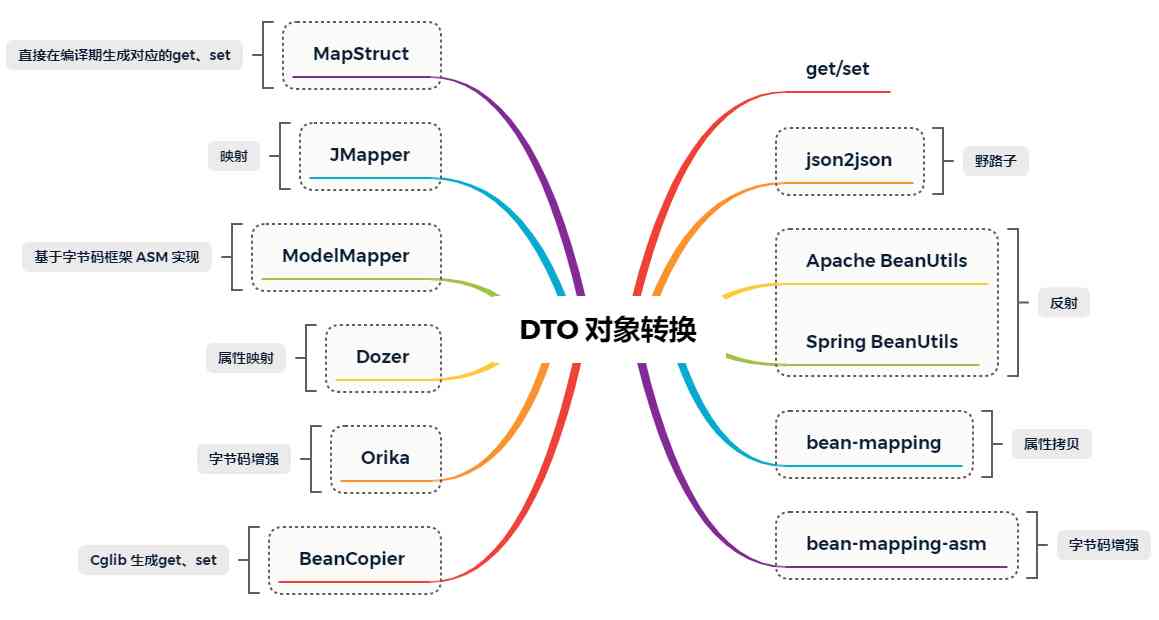 DTO 对象转换
get/set
json2json
野路子
Apache BeanUtils
Spring BeanUtils
反射
bean-mapping
属性拷贝
bean-mapping-asm
字节码增强
MapStruct
直接在编译期生成对应的get、set
JMapper
映射
ModelMapper
基于字节码框架 ASM 实现
Dozer
属性映射
Orika
字节码增强
BeanCopier
Cglib 生成get、set